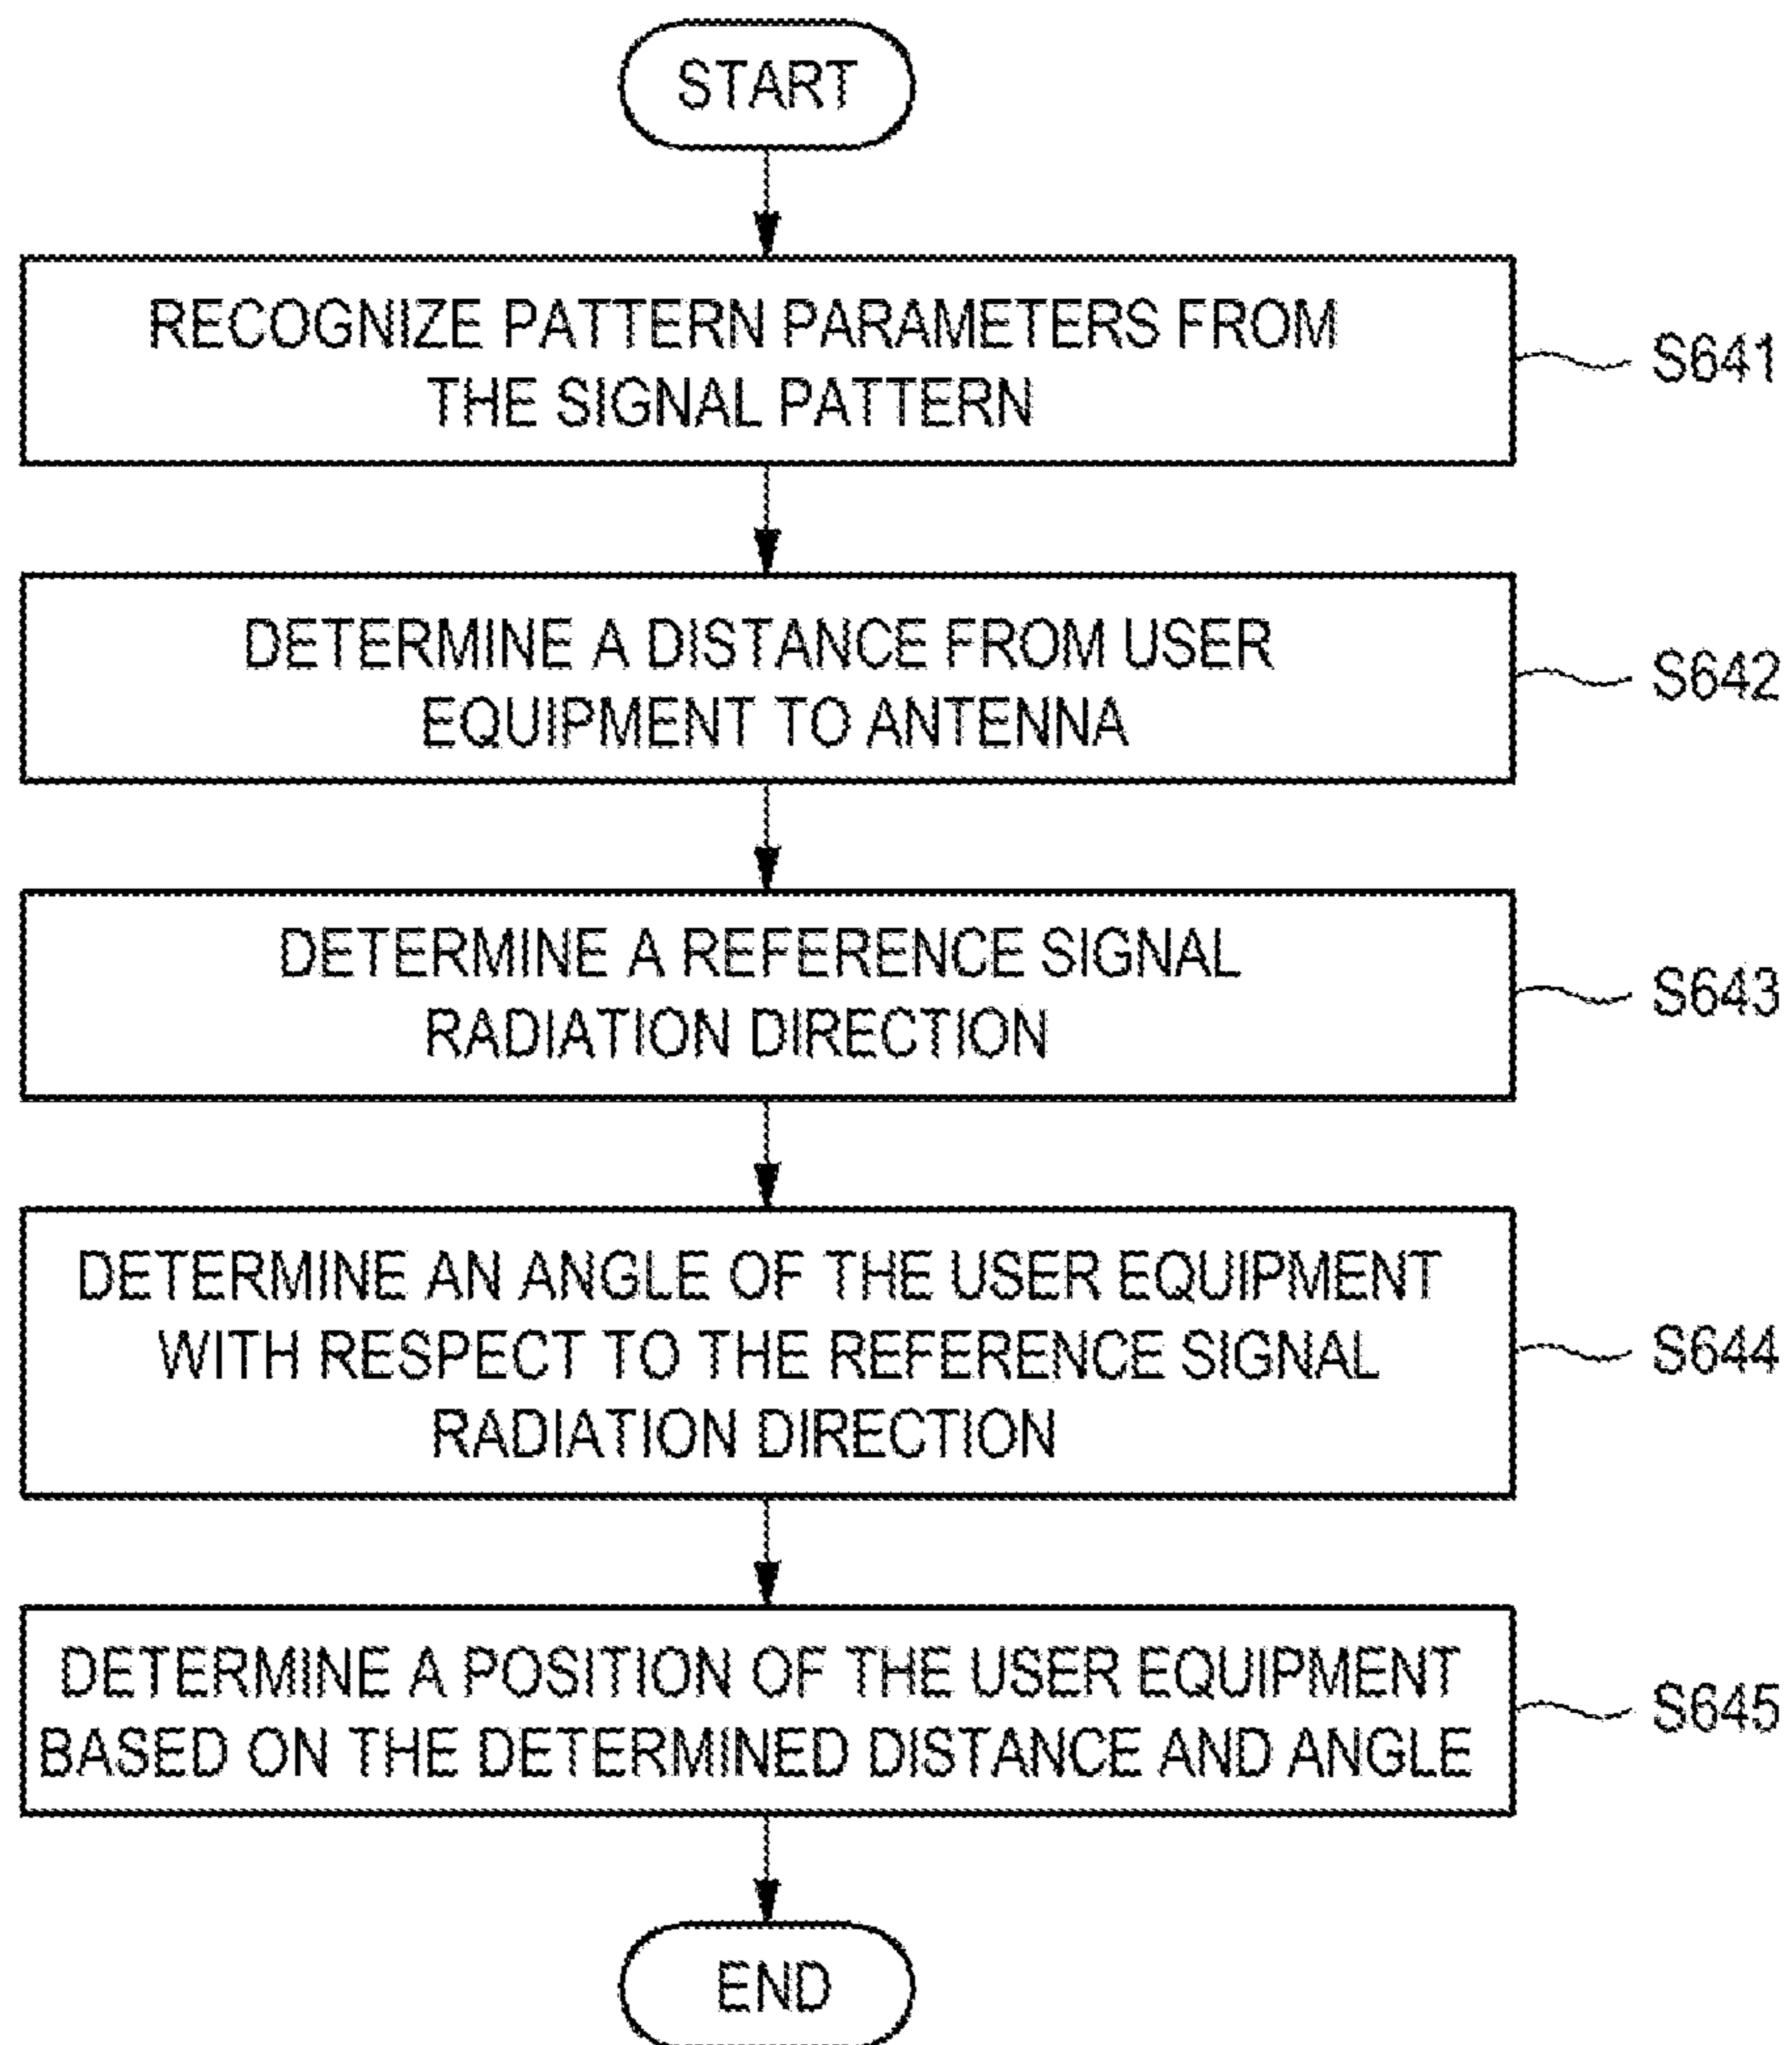 START
RECOGNIZE PATTERN PARAMETERS FROM
THE SIGNAL PATTERN
S641
DETERMINE A DISTANCE FROM USER
EQUIPMENT TO ANTENNA
S642
DETERMINE A REFERENCE SIGNAL
RADIATION DIRECTION
S643
DETERMINE AN ANGLE OF THE USER EQUIPMENT
WITH RESPECT TO THE REFERENCE SIGNAL
RADIATION DIRECTION
S644
DETERMINE A POSITION OF THE USER EQUIPMENT
BASED ON THE DETERMINED DISTANCE AND ANGLE
S645
END